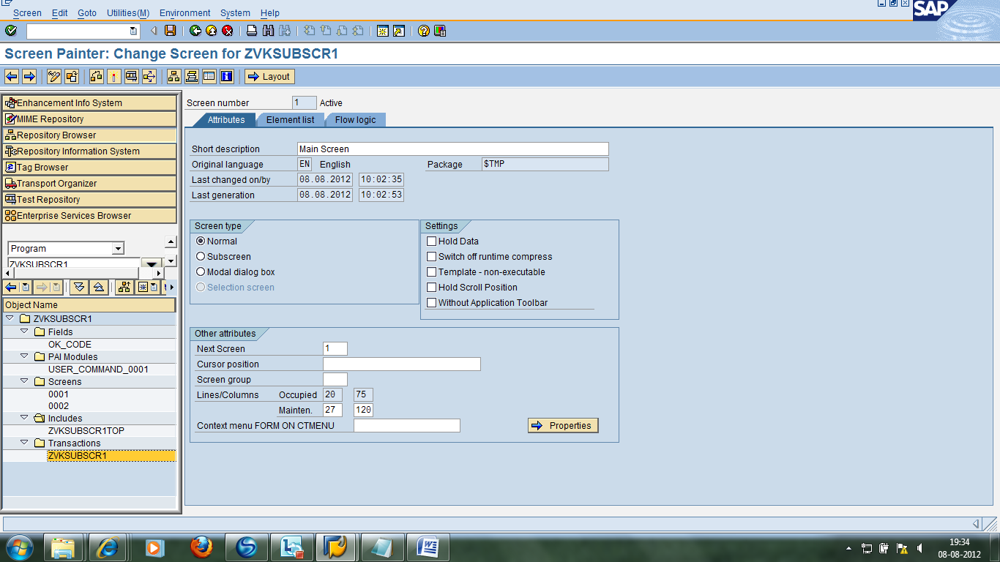 Screen Edit Goto Utilities(M) Environment System Help
SAP
Screen Painter: Change Screen for ZVKSUBSCR1
Layout
Enhancement Info System
MIME Repository
Repository Browser
Repository Information System
Tag Browser
Transport Organizer
Test Repository
Enterprise Services Browser
Program
ZVKSUBSCR1
Object Name
ZVKSUBSCR1
Fields
OK_CODE
PAI Modules
USER_COMMAND_0001
Screens
0001
0002
Includes
ZVKSUBSCR1TOP
Transactions
ZVKSUBSCR1
Screen number 1 Active
Attributes Element list Flow logic
Short description Main Screen
Original language EN English Package $TMP
Last changed on/by 08.08.2012 10:02:35
Last generation 08.08.2012 10:02:53
Screen type
Normal
Subscreen
Modal dialog box
Selection screen
Settings
Hold Data
Switch off runtime compress
Template - non-executable
Hold Scroll Position
Without Application Toolbar
Other attributes
Next Screen 1
Cursor position
Screen group
Lines/Columns Occupied 20 75
Mainten. 27 120
Context menu FORM ON CTMENU
Properties
19:34
08-08-2012